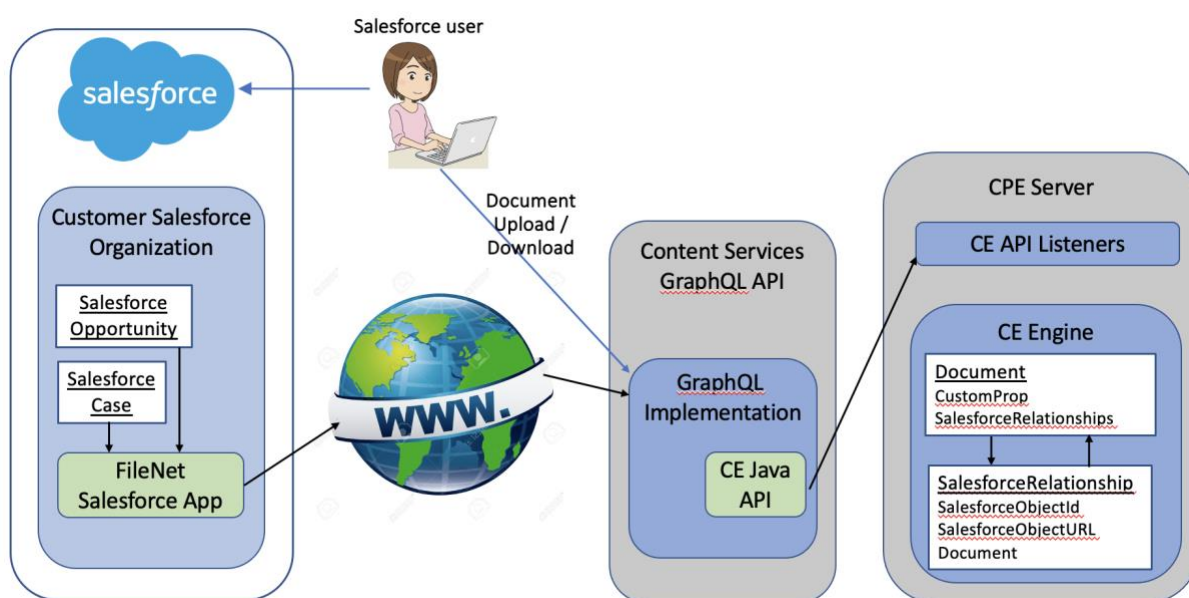 Salesforce user
salesforce
Customer Salesforce
Organization
Salesforce
Opportunity
Salesforce
Case
FileNet
Salesforce App
Document
Upload /
Download
WWW.
Content Services
GraphQL API
GraphQL
Implementation
CE Java
API
CPE Server
CE API Listeners
CE Engine
Document
CustomProp
SalesforceRelationships
SalesforceRelationship
SalesforceObjectId
SalesforceObjectURL
Document